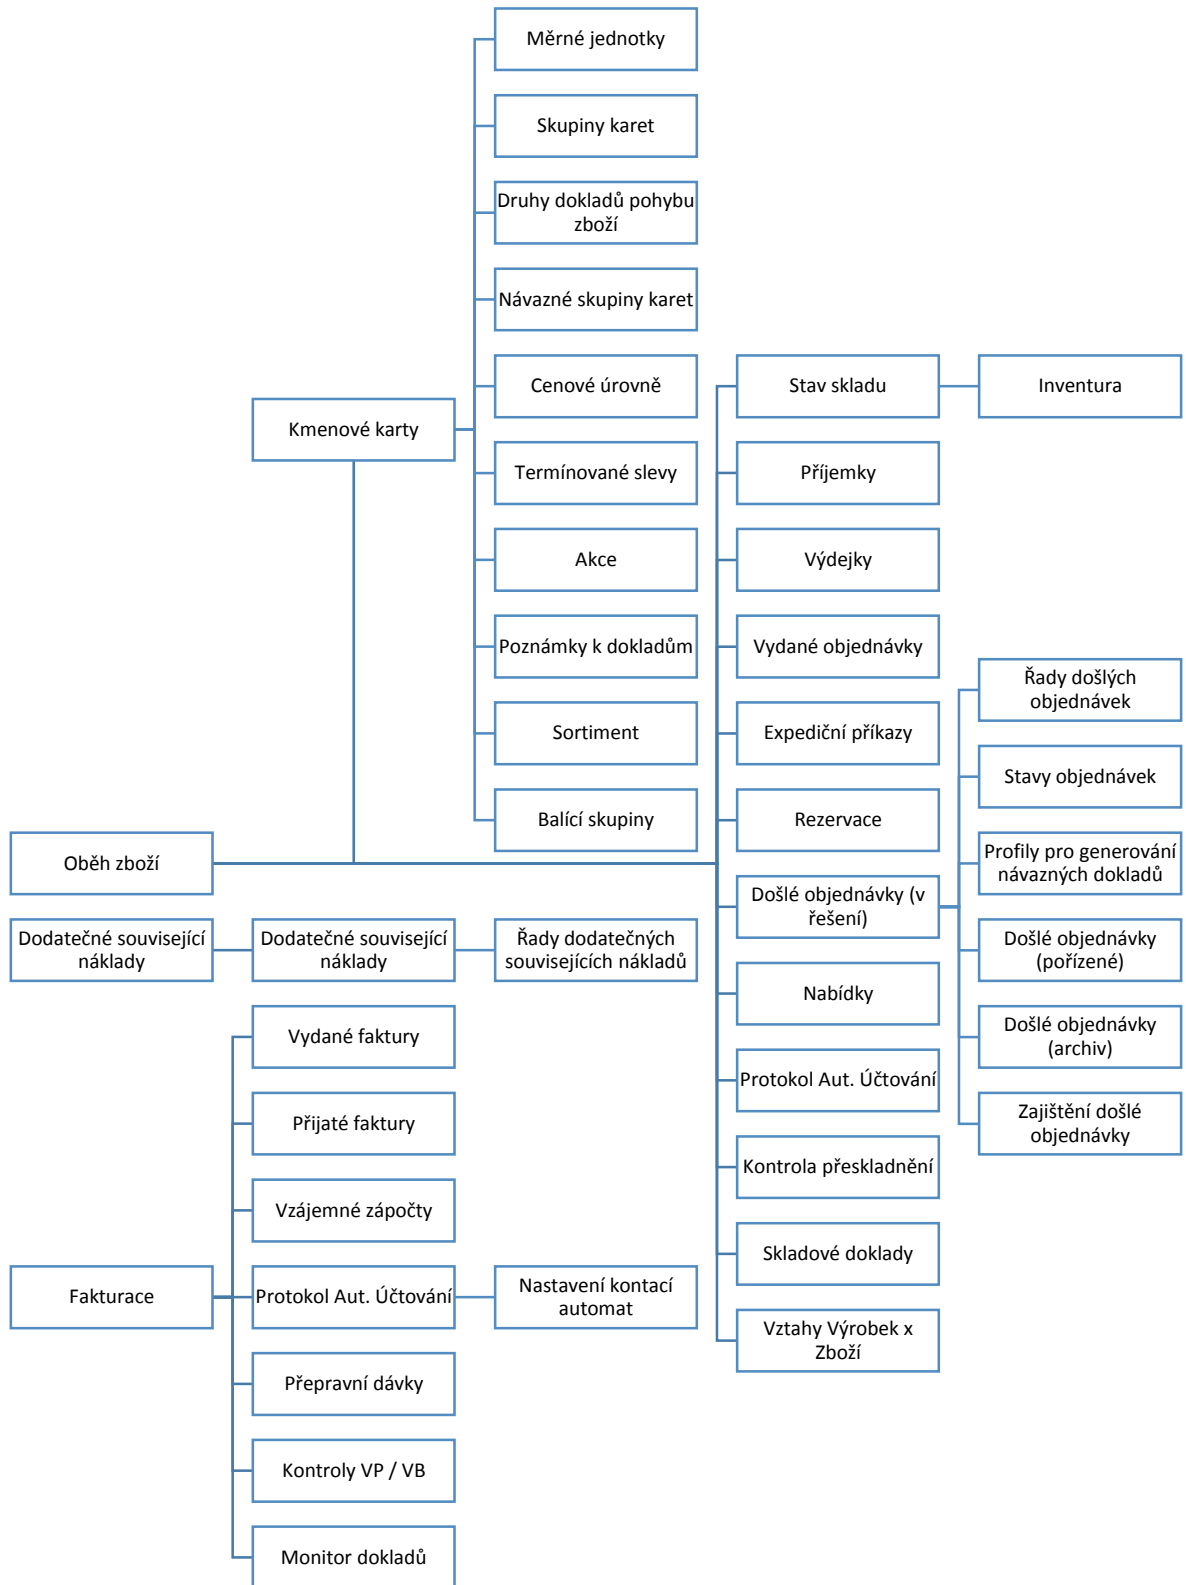 Měrné jednotky
Skupiny karet
Druhy dokladů pohybu
zboží
Návazné skupiny karet
Cenové úrovně
Stav skladu
Inventura
Kmenové karty
Termínované slevy
Příjemky
Akce
Výdejky
Poznámky k dokladům
Vydané objednávky
Řady došlých
objednávek
Sortiment
Expediční příkazy
Stavy objednávek
Balící skupiny
Rezervace
Oběh zboží
Profily pro generování
návazných dokladů
Došlé objednávky (v
řešení)
Dodatečné související
náklady
Dodatečné související
náklady
Řady dodatečných
souvisejících nákladů
Došlé objednávky
(pořízené)
Nabídky
Vydané faktury
Došlé objednávky
(archiv)
Protokol Aut. Účtování
Přijaté faktury
Zajištění došlé
objednávky
Kontrola přeskladnění
Vzájemné zápočty
Skladové doklady
Fakturace
Protokol Aut. Účtování
Nastavení kontací
automat
Vztahy Výrobek x
Zboží
Přepravní dávky
Kontroly VP / VB
Monitor dokladů